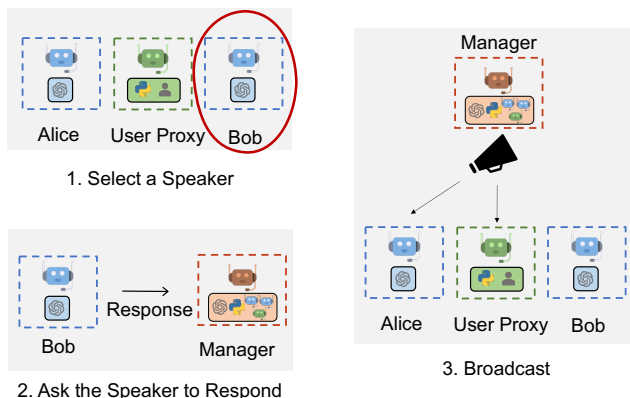 Alice
User Proxy
Bob
1. Select a Speaker
Bob
Response
Manager
2. Ask the Speaker to Respond
Manager
Alice
User Proxy
Bob
3. Broadcast